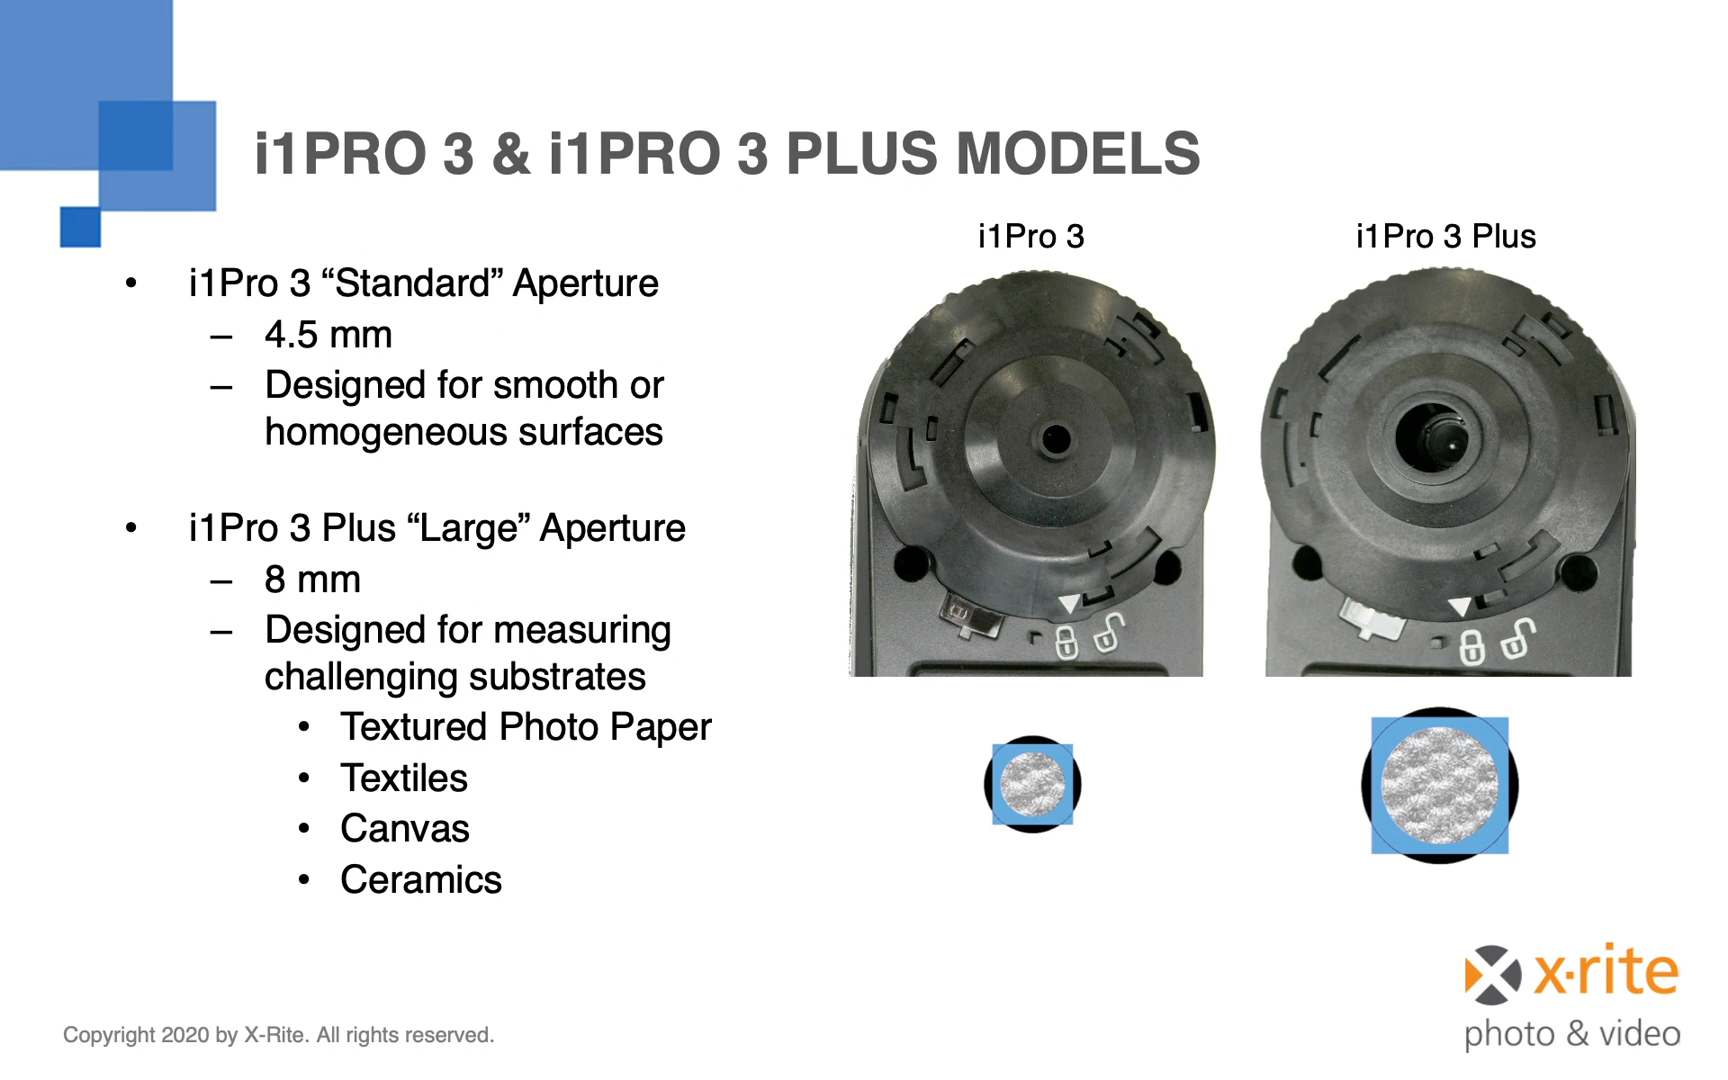 i1PRO 3 & i1PRO 3 PLUS MODELS
i1Pro 3
i1Pro 3 Plus
• i1Pro 3 “Standard” Aperture
– 4.5 mm
– Designed for smooth or
homogeneous surfaces
• i1Pro 3 Plus “Large” Aperture
– 8 mm
– Designed for measuring
challenging substrates
• Textured Photo Paper
• Textiles
• Canvas
• Ceramics
x·rite
photo & video
Copyright 2020 by X-Rite. All rights reserved.